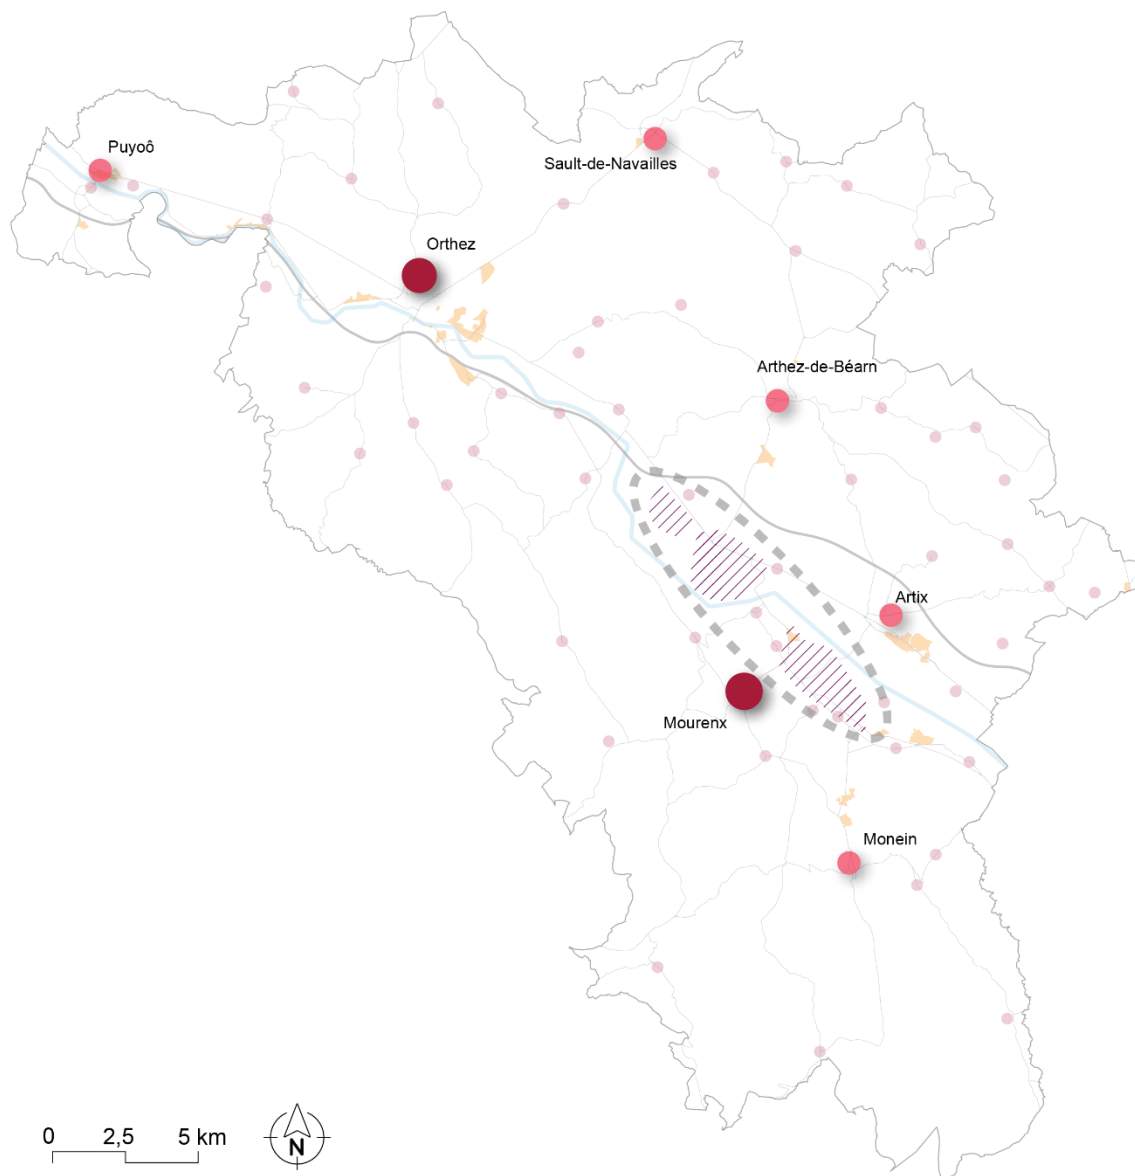 Puyoô
Sault-de-Navailles
Orthez
Arthez-de-Béarn
Artix
Mourenx
Monein
0 2,5 5 km
N